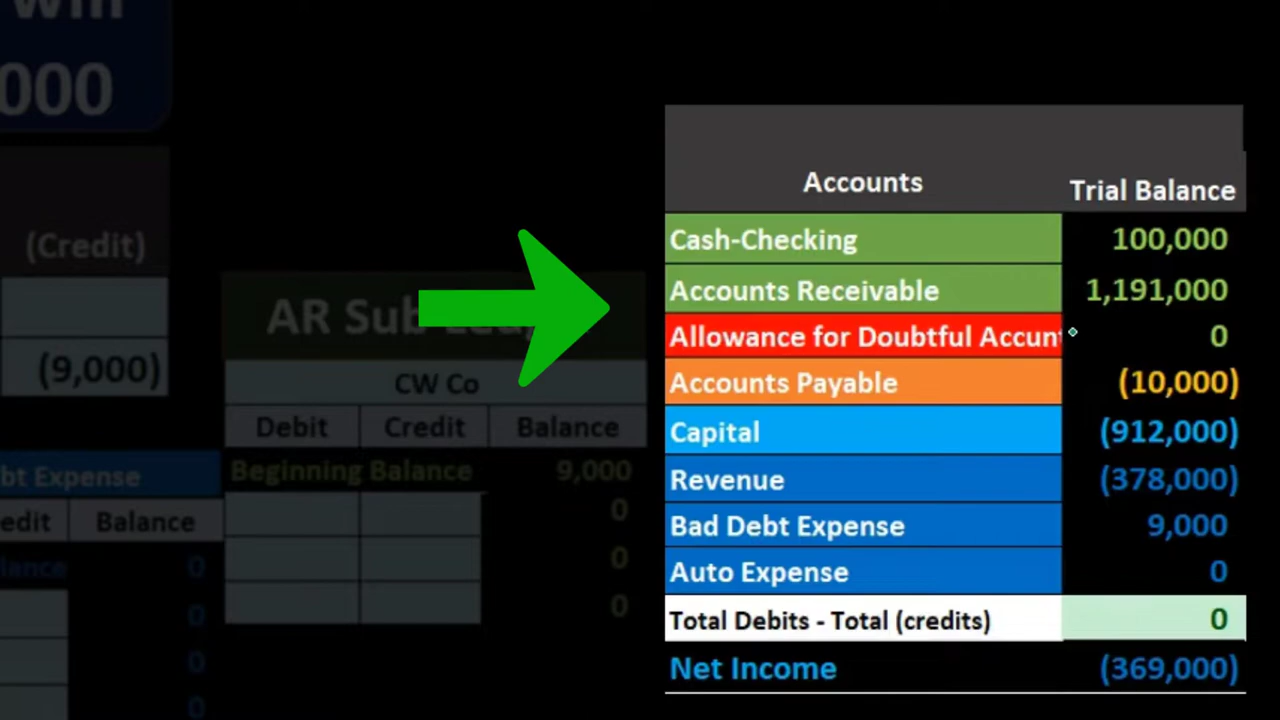 000
(Credit)
(9,000)
AR Sub
CW Co
Debit Credit Balance
Beginning Balance 9,000
0
0
0
Expense
Balance
0
0
0
0
Accounts Trial Balance
Cash-Checking 100,000
Accounts Receivable 1,191,000
Allowance for Doubtful Accunt 0
Accounts Payable (10,000)
Capital (912,000)
Revenue (378,000)
Bad Debt Expense 9,000
Auto Expense 0
Total Debits - Total (credits) 0
Net Income (369,000)